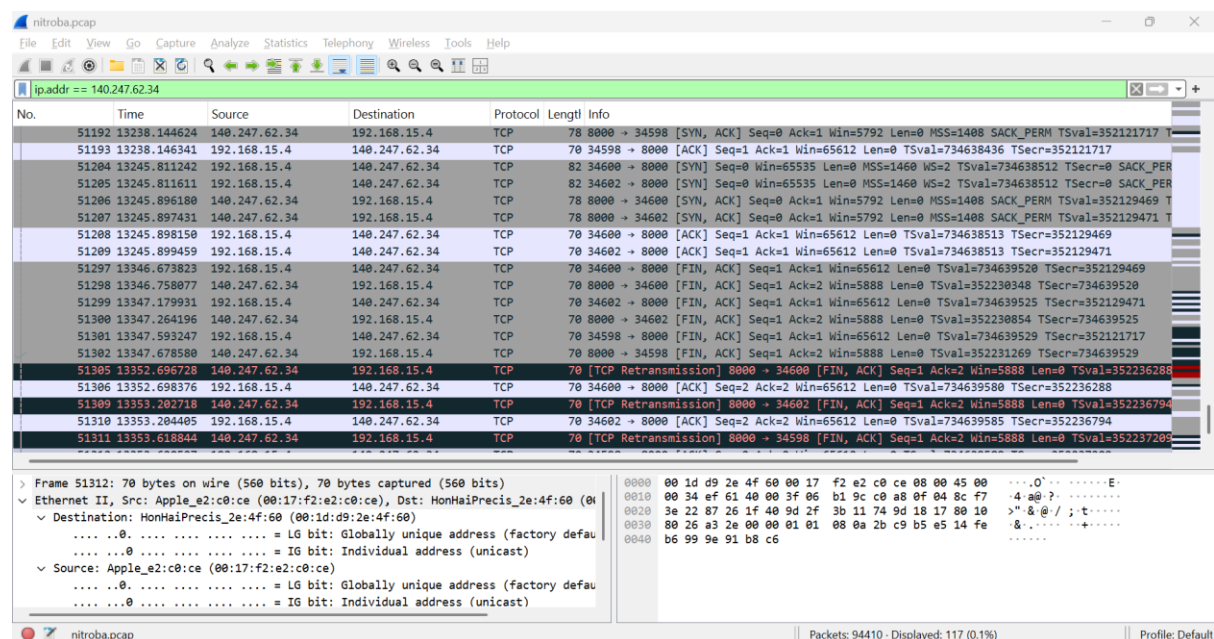 nitroba.pcap
File Edit View Go Capture Analyze Statistics Telephony Wireless Tools Help
ip.addr == 140.247.62.34
No. Time Source Destination Protocol Length Info
51192 13238.144624 140.247.62.34 192.168.15.4 TCP 78 8000 → 34598 [SYN, ACK] Seq=0 Ack=1 Win=5792 Len=0 MSS=1408 SACK_PERM TSval=352121717 T
51193 13238.146341 192.168.15.4 140.247.62.34 TCP 70 34598 → 8000 [ACK] Seq=1 Ack=1 Win=65612 Len=0 TSval=734638436 TSecr=352121717
51204 13245.811242 192.168.15.4 140.247.62.34 TCP 82 34600 → 8000 [SYN] Seq=0 Win=65535 Len=0 MSS=1460 WS=2 TSval=734638512 TSecr=0 SACK_PER
51205 13245.811611 192.168.15.4 140.247.62.34 TCP 82 34602 → 8000 [SYN] Seq=0 Win=65535 Len=0 MSS=1460 WS=2 TSval=734638512 TSecr=0 SACK_PER
51206 13245.896180 140.247.62.34 192.168.15.4 TCP 78 8000 → 34600 [SYN, ACK] Seq=0 Ack=1 Win=5792 Len=0 MSS=1408 SACK_PERM TSval=352129469 T
51207 13245.897431 140.247.62.34 192.168.15.4 TCP 78 8000 → 34602 [SYN, ACK] Seq=0 Ack=1 Win=5792 Len=0 MSS=1408 SACK_PERM TSval=352129471 T
51208 13245.898150 192.168.15.4 140.247.62.34 TCP 70 34600 → 8000 [ACK] Seq=1 Ack=1 Win=65612 Len=0 TSval=734638513 TSecr=352129469
51209 13245.899459 192.168.15.4 140.247.62.34 TCP 70 34602 → 8000 [ACK] Seq=1 Ack=1 Win=65612 Len=0 TSval=734638513 TSecr=352129471
51297 13346.673823 192.168.15.4 140.247.62.34 TCP 70 34600 → 8000 [FIN, ACK] Seq=1 Ack=1 Win=65612 Len=0 TSval=734639520 TSecr=352129469
51298 13346.758077 140.247.62.34 192.168.15.4 TCP 70 8000 → 34600 [FIN, ACK] Seq=1 Ack=2 Win=5888 Len=0 TSval=352230348 TSecr=734639520
51299 13347.179931 192.168.15.4 140.247.62.34 TCP 70 34602 → 8000 [FIN, ACK] Seq=1 Ack=1 Win=65612 Len=0 TSval=734639525 TSecr=352129471
51300 13347.264196 140.247.62.34 192.168.15.4 TCP 70 8000 → 34602 [FIN, ACK] Seq=1 Ack=2 Win=5888 Len=0 TSval=352230854 TSecr=734639525
51301 13347.593247 192.168.15.4 140.247.62.34 TCP 70 34598 → 8000 [FIN, ACK] Seq=1 Ack=1 Win=65612 Len=0 TSval=734639529 TSecr=352121717
51302 13347.678580 140.247.62.34 192.168.15.4 TCP 70 8000 → 34598 [FIN, ACK] Seq=1 Ack=2 Win=5888 Len=0 TSval=352231269 TSecr=734639529
51305 13352.696728 140.247.62.34 192.168.15.4 TCP 70 [TCP Retransmission] 8000 → 34600 [FIN, ACK] Seq=1 Ack=2 Win=5888 Len=0 TSval=352236288
51306 13352.698376 192.168.15.4 140.247.62.34 TCP 70 34600 → 8000 [ACK] Seq=2 Ack=2 Win=65612 Len=0 TSval=734639580 TSecr=352236288
51309 13353.202718 140.247.62.34 192.168.15.4 TCP 70 [TCP Retransmission] 8000 → 34602 [FIN, ACK] Seq=1 Ack=2 Win=5888 Len=0 TSval=352236794
51310 13353.204405 192.168.15.4 140.247.62.34 TCP 70 34602 → 8000 [ACK] Seq=2 Ack=2 Win=65612 Len=0 TSval=734639585 TSecr=352236794
51311 13353.618844 140.247.62.34 192.168.15.4 TCP 70 [TCP Retransmission] 8000 → 34598 [FIN, ACK] Seq=1 Ack=2 Win=5888 Len=0 TSval=352237209
Frame 51312: 70 bytes on wire (560 bits), 70 bytes captured (560 bits)
Ethernet II, Src: Apple_e2:c0:ce (00:17:f2:e2:c0:ce), Dst: HonHaiPrecis_2e:4f:60 (00
Destination: HonHaiPrecis_2e:4f:60 (00:1d:d9:2e:4f:60)
.... ..0. .... .... .... .... = LG bit: Globally unique address (factory defau
.... ...0 .... .... .... .... = IG bit: Individual address (unicast)
Source: Apple_e2:c0:ce (00:17:f2:e2:c0:ce)
.... ..0. .... .... .... .... = LG bit: Globally unique address (factory defau
.... ...0 .... .... .... .... = IG bit: Individual address (unicast)
0000 00 1d d9 2e 4f 60 00 17 f2 e2 c0 ce 08 00 45 00 ...O`.. ......E.
0010 00 34 ef 61 40 00 3f 06 b1 9c c0 a8 0f 04 8c f7 .4.a@.?. ........
0020 3e 22 87 26 1f 40 9d 2f 3b 11 74 9d 18 17 80 10 >".&.@./ ;.t.....
0030 80 26 a3 2e 00 00 01 01 08 0a 2b c9 b5 e5 14 fe .&...... ..+.....
0040 b6 99 9e 91 b8 c6 ......
nitroba.pcap Packets: 94410 · Displayed: 117 (0.1%) Profile: Default